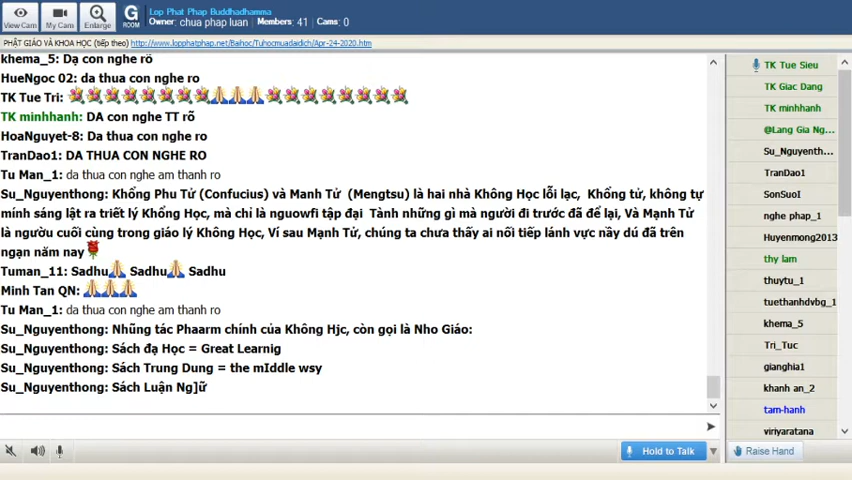 Lop Phat Phap Buddhadhamma
Owner: chua phap luan Members: 41 Cams: 0
View Cam
My Cam
Enlarge
G
ROOM
PHẬT GIÁO VÀ KHOA HỌC (tiếp theo) http://www.lopphatphap.net/Baihoc/Tuhocmuadaidich/Apr-24-2020.htm
khema_5: Dạ con nghe rõ
HueNgoc 02: da thua con nghe ro
TK Tue Tri:
TK minhhanh: DA con nghe TT rõ
HoaNguyet-8: Da thua con nghe ro
TranDao1: DA THUA CON NGHE RO
Tu Man_1: da thua con nghe am thanh ro
Su_Nguyenthong: Khổng Phu Tử (Confucius) và Manh Tử (Mengtsu) là hai nhà Không Học lỗi lạc, Khổng tử, không tự
mính sáng lật ra triết lý Khổng Học, mà chỉ là nguowfi tập đại Tành những gì mà người đi trước đã để lại, Và Mạnh Tử
là ngườu cuối cùng trong giáo lý Không Học, Ví sau Mạnh Tử, chúng ta chưa thấy ai nối tiếp lánh vực nầy dú đã trên
ngạn năm nay
Tuman_11: Sadhu Sadhu Sadhu
Minh Tan QN:
Tu Man_1: da thua con nghe am thanh ro
Su_Nguyenthong: Những tác Phaarm chính của Không Hjc, còn gọi là Nho Giáo:
Su_Nguyenthong: Sách đạ Học = Great Learnig
Su_Nguyenthong: Sách Trung Dung = the mIddle wsy
Su_Nguyenthong: Sách Luận Ng]ữ
Hold to Talk
TK Tue Sieu
TK Giac Dang
TK minhhanh
@Lang Gia Ng...
Su_Nguyenth...
TranDao1
SonSuoI
nghe phap_1
Huyenmong2013
thy lam
thuytu_1
tuethanhdvbg_1
khema_5
Tri_Tuc
gianghia1
khanh an_2
tam-hanh
viriyaratana
Raise Hand